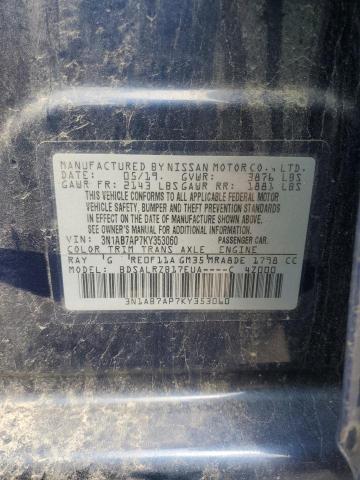 MANUFACTURED BY NISSAN MOTOR CO., LTD.
DATE: 05/19. GVWR: 3876 LBS
GAWR FR: 2143 LBS GAWR RR: 1881 LBS
THIS VEHICLE CONFORMS TO ALL APPLICABLE FEDERAL MOTOR
VEHICLE SAFETY, BUMPER AND THEFT PREVENTION STANDARDS
IN EFFECT ON THE DATE OF MANUFACTURE SHOWN ABOVE.
VIN: 3N1AB7AP7KY353060 PASSENGER CAR.
COLOR TRIM TRANS AXLE ENGINE
RAY G RE0F11A GM35 MRA8DE 1798 CC
MODEL: BDSALRZB17EUA----C 4Z000
SEE OWNER'S MANUAL
FOR ADDITIONAL INFORMATION.
3N1AB7AP7KY353060